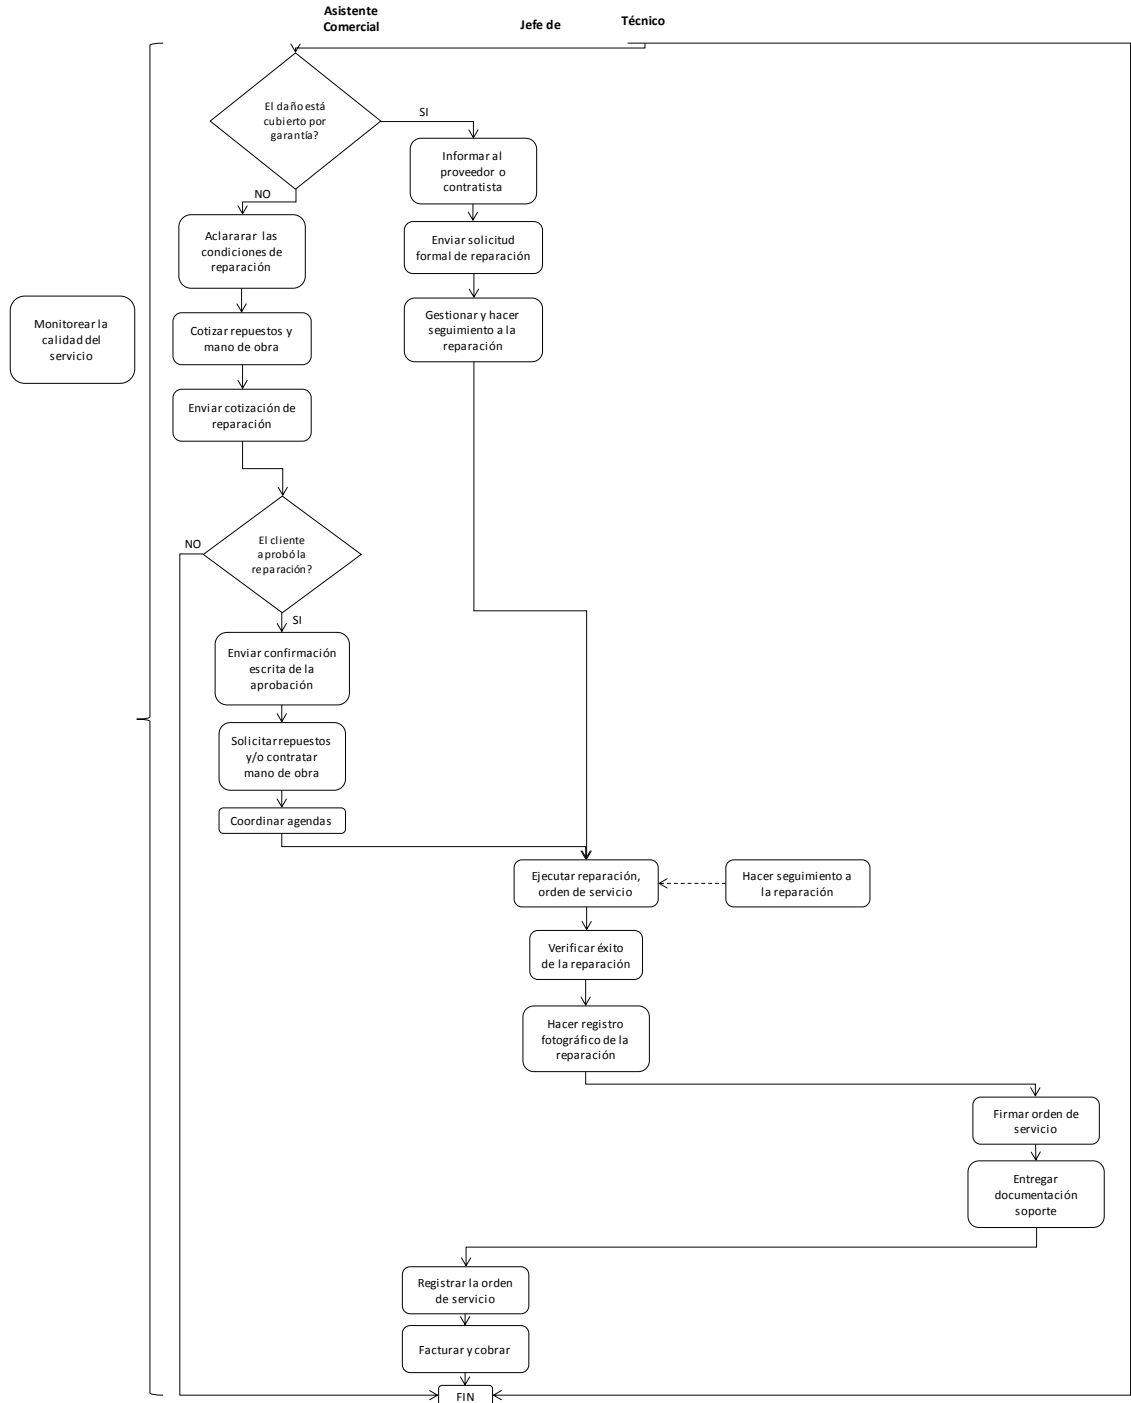 Asistente
Comercial
Jefe de
Técnico
El daño está
cubierto por
garantía?
SI
NO
Informar al
proveedor o
contratista
Aclararar las
condiciones de
reparación
Enviar solicitud
formal de reparación
Monitorear la
calidad del
servicio
Cotizar repuestos y
mano de obra
Gestionar y hacer
seguimiento a la
reparación
Enviar cotización de
reparación
El cliente
aprobó la
reparación?
NO
SI
Enviar confirmación
escrita de la
aprobación
Solicitar repuestos
y/o contratar
mano de obra
Coordinar agendas
Ejecutar reparación,
orden de servicio
Hacer seguimiento a
la reparación
Verificar éxito
de la reparación
Hacer registro
fotográfico de la
reparación
Firmar orden de
servicio
Entregar
documentación
soporte
Registrar la orden
de servicio
Facturar y cobrar
FIN